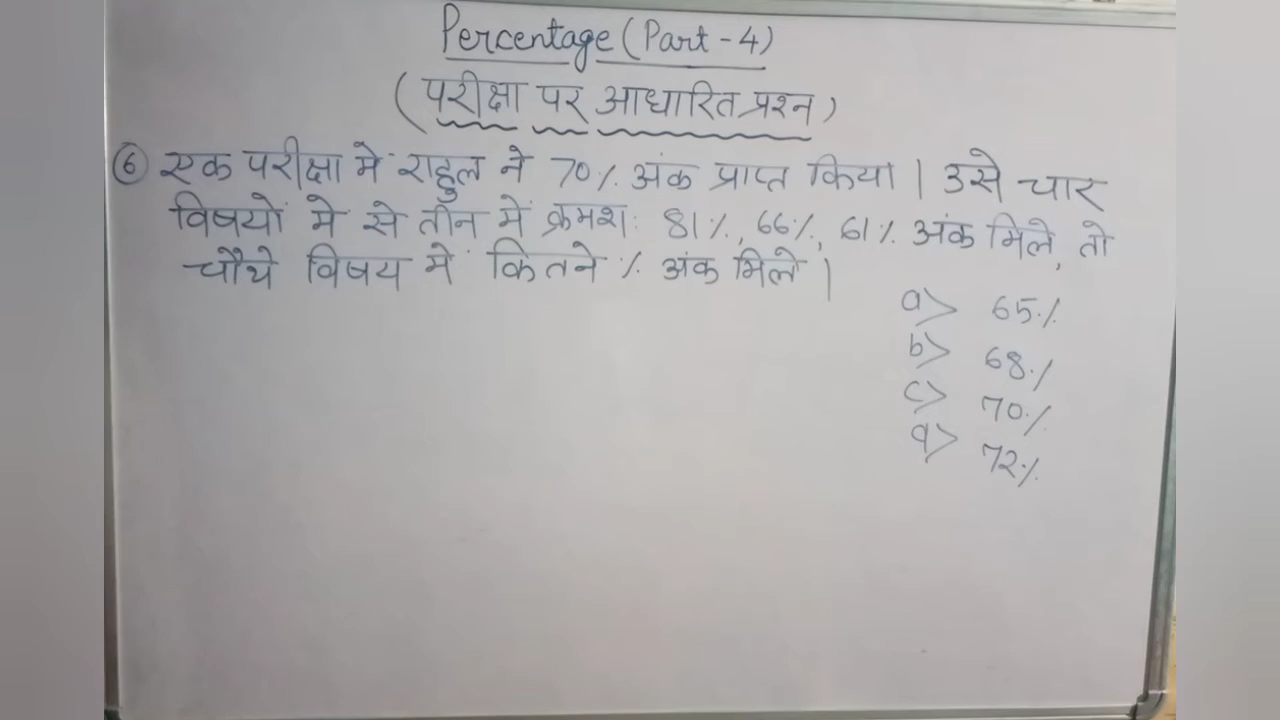 Percentage (Part - 4)
(परीक्षा पर आधारित प्रश्न)
⑥ एक परीक्षा मे राहुल ने 70% अंक प्राप्त किया । उसे चार
विषयों मे से तीन में क्रमश: 81%, 66%, 61% अंक मिले, तो
चौथे विषय मे कितने % अंक मिले ।
a> 65%
b> 68%
c> 70%
d> 72%